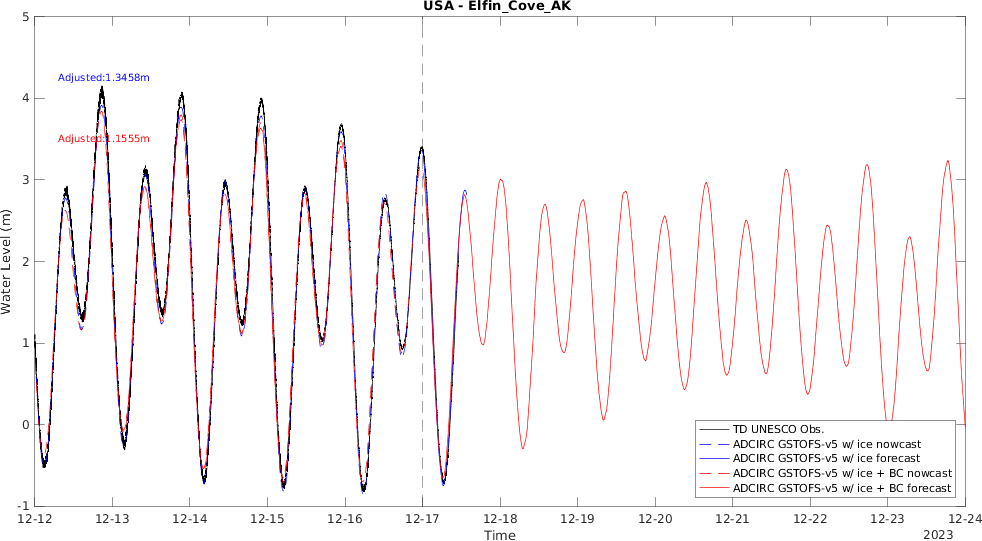 USA - Elfin_Cove_AK
Water Level (m)
5
4
3
2
1
0
-1
Adjusted:1.3458m
Adjusted:1.1555m
TD UNESCO Obs.
ADCIRC GSTOFS-v5 w/ ice nowcast
ADCIRC GSTOFS-v5 w/ ice forecast
ADCIRC GSTOFS-v5 w/ ice + BC nowcast
ADCIRC GSTOFS-v5 w/ ice + BC forecast
12-12 12-13 12-14 12-15 12-16 12-17 12-18 12-19 12-20 12-21 12-22 12-23 12-24
Time
2023